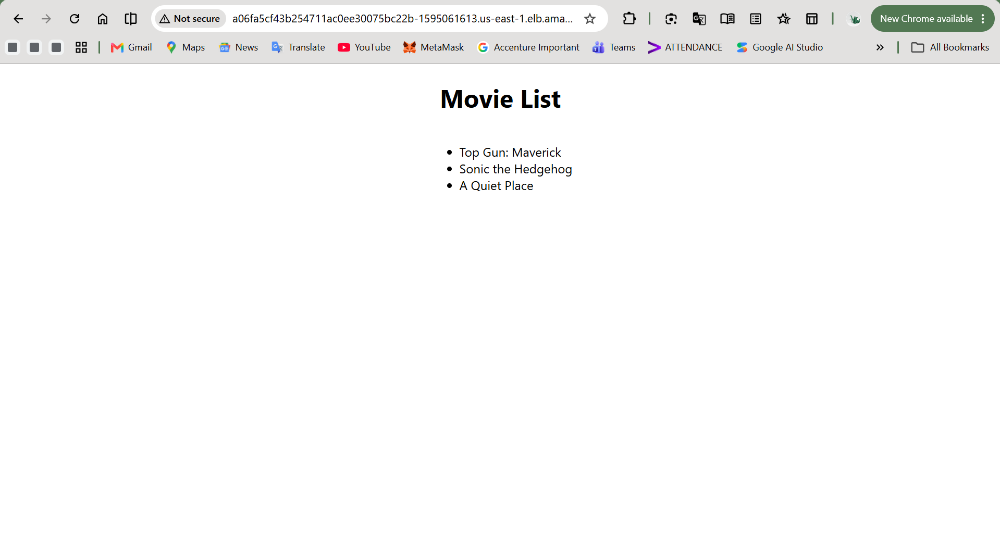 Not secure a06fa5cf43b254711ac0ee30075bc22b-1595061613.us-east-1.elb.ama... New Chrome available
Gmail Maps News Translate YouTube MetaMask Accenture Important Teams ATTENDANCE Google AI Studio All Bookmarks
Movie List
• Top Gun: Maverick
• Sonic the Hedgehog
• A Quiet Place